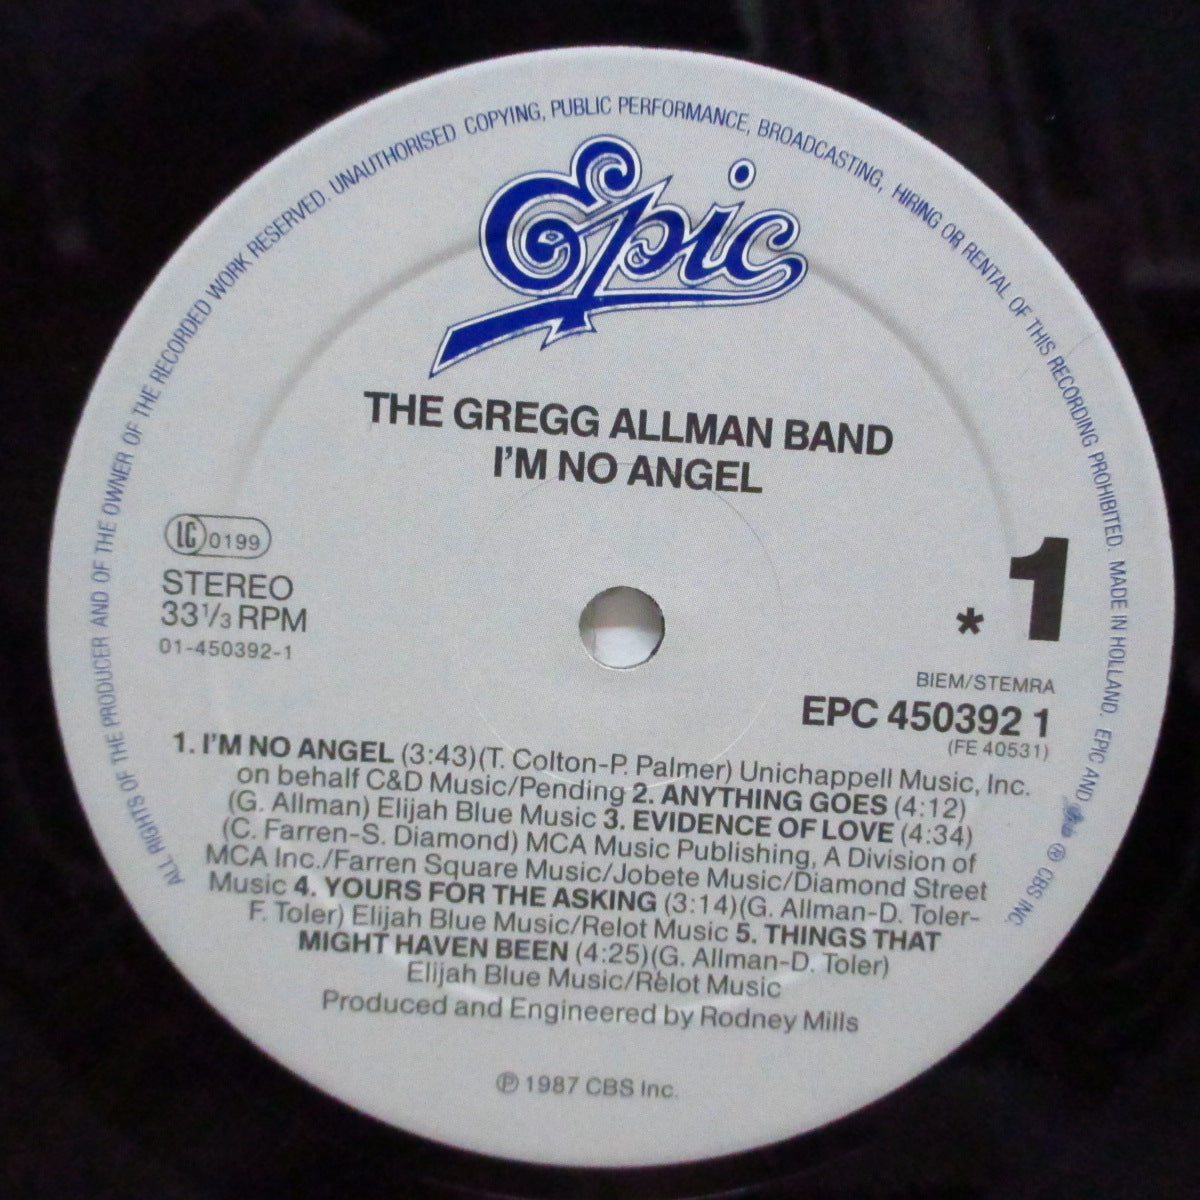 ALL RIGHTS OF THE PRODUCER AND OF THE OWNER OF THE RECORDED WORK RESERVED. UNAUTHORISED COPYING, PUBLIC PERFORMANCE, BROADCASTING, HIRING OR RENTAL OF THIS RECORDING PROHIBITED. MADE IN HOLLAND. EPIC AND Epic ® CBS INC.
Epic
THE GREGG ALLMAN BAND
I'M NO ANGEL
LC 0199
STEREO
33 1/3 RPM
01-450392-1
* 1
BIEM/STEMRA
EPC 450392 1
(FE 40531)
1. I'M NO ANGEL (3:43)(T. Colton-P. Palmer) Unichappell Music, Inc.
on behalf C&D Music/Pending 2. ANYTHING GOES (4:12)
(G. Allman) Elijah Blue Music 3. EVIDENCE OF LOVE (4:34)
(C. Farren-S. Diamond) MCA Music Publishing, A Division of
MCA Inc./Farren Square Music/Jobete Music/Diamond Street
Music 4. YOURS FOR THE ASKING (3:14)(G. Allman-D. Toler-
F. Toler) Elijah Blue Music/Relot Music 5. THINGS THAT
MIGHT HAVEN BEEN (4:25)(G. Allman-D. Toler)
Elijah Blue Music/Relot Music
Produced and Engineered by Rodney Mills
℗ 1987 CBS Inc.